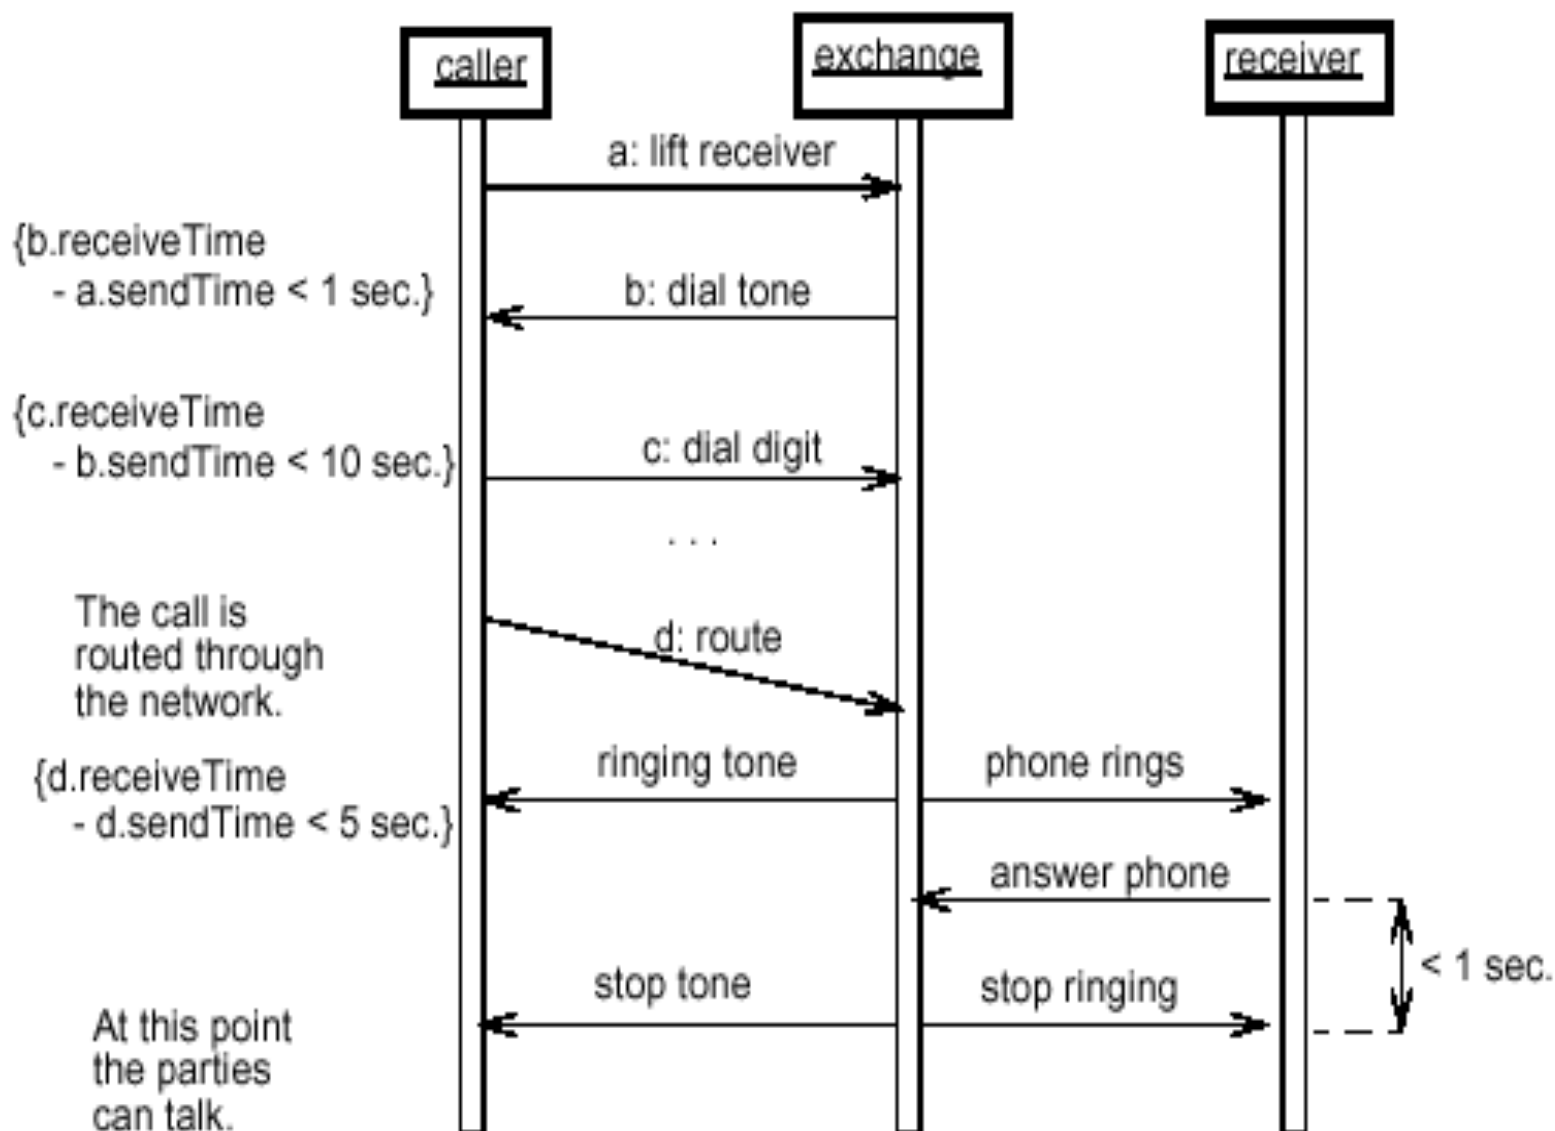 caller
exchange
receiver
a: lift receiver
{b.receiveTime
- a.sendTime < 1 sec.}
b: dial tone
{c.receiveTime
- b.sendTime < 10 sec.}
c: dial digit
. . .
The call is
routed through
the network.
d: route
{d.receiveTime
- d.sendTime < 5 sec.}
ringing tone
phone rings
answer phone
< 1 sec.
stop tone
stop ringing
At this point
the parties
can talk.